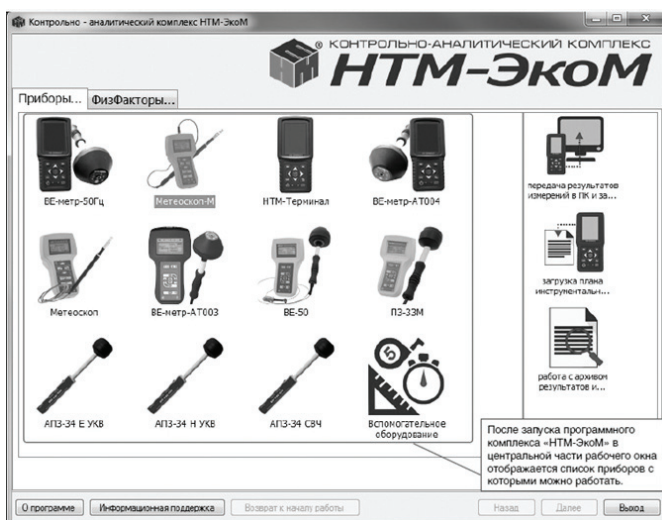 Контрольно - аналитический комплекс НТМ-ЭкоМ
КОНТРОЛЬНО-АНАЛИТИЧЕСКИЙ КОМПЛЕКС
НТМ-ЭкоМ
Приборы...
ФизФакторы...
ВЕ-метр-50Гц
Метеоскоп-М
НТМ-Терминал
ВЕ-метр-АТ004
Метеоскоп
ВЕ-метр-АТ003
ВЕ-50
П3-33М
АПЗ-34 Е УКВ
АПЗ-34 Н УКВ
АПЗ-34 СВЧ
Вспомогательное
оборудование
передача результатов
измерений в ПК и за...
загрузка плана
инструментальн...
работа с архивом
результатов и...
После запуска программного
комплекса «НТМ-ЭкоМ» в
центральной части рабочего окна
отображается список приборов с
которыми можно работать.
О программе
Информационная поддержка
Возврат к началу работы
Назад
Далее
Выход